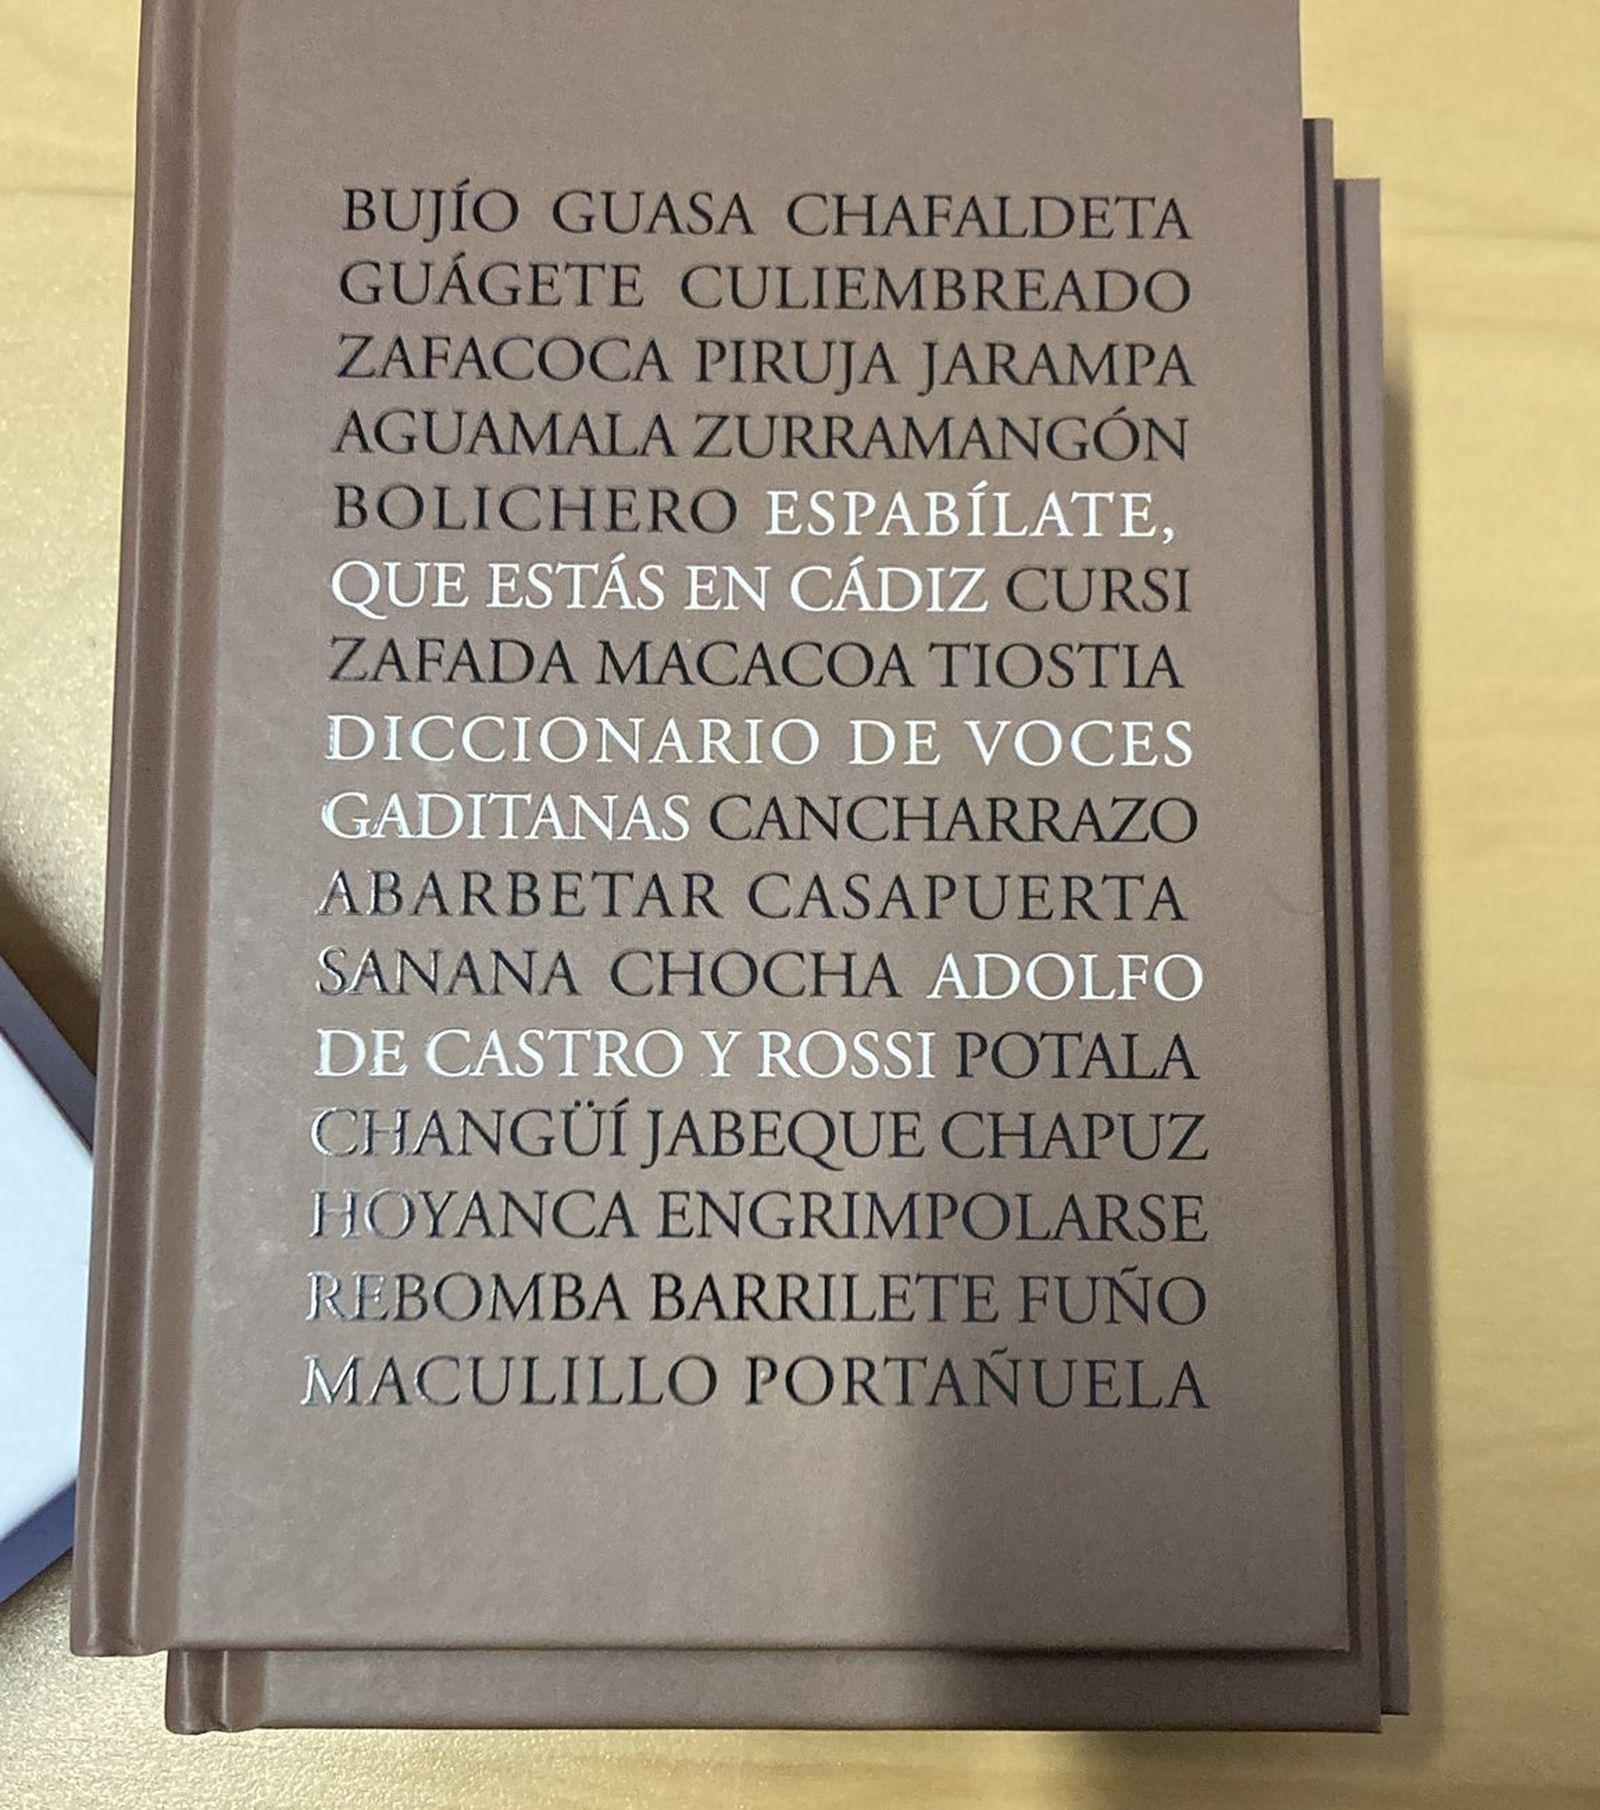 BUJÍO GUASA CHAFALDETA
GUÁGETE CULIEMBREADO
ZAFACOCA PIRUJA JARAMPA
AGUAMALA ZURRAMANGÓN
BOLICHERO ESPABÍLATE,
QUE ESTÁS EN CÁDIZ CURSI
ZAFADA MACACOA TIOSTIA
DICCIONARIO DE VOCES
GADITANAS CANCHARRAZO
ABARBETAR CASAPUERTA
SANANA CHOCHA ADOLFO
DE CASTRO Y ROSSI POTALA
CHANGÜÍ JABEQUE CHAPUZ
HOYANCA ENGRIMPOLARSE
REBOMBA BARRILETE FUÑO
MACULILLO PORTAÑUELA